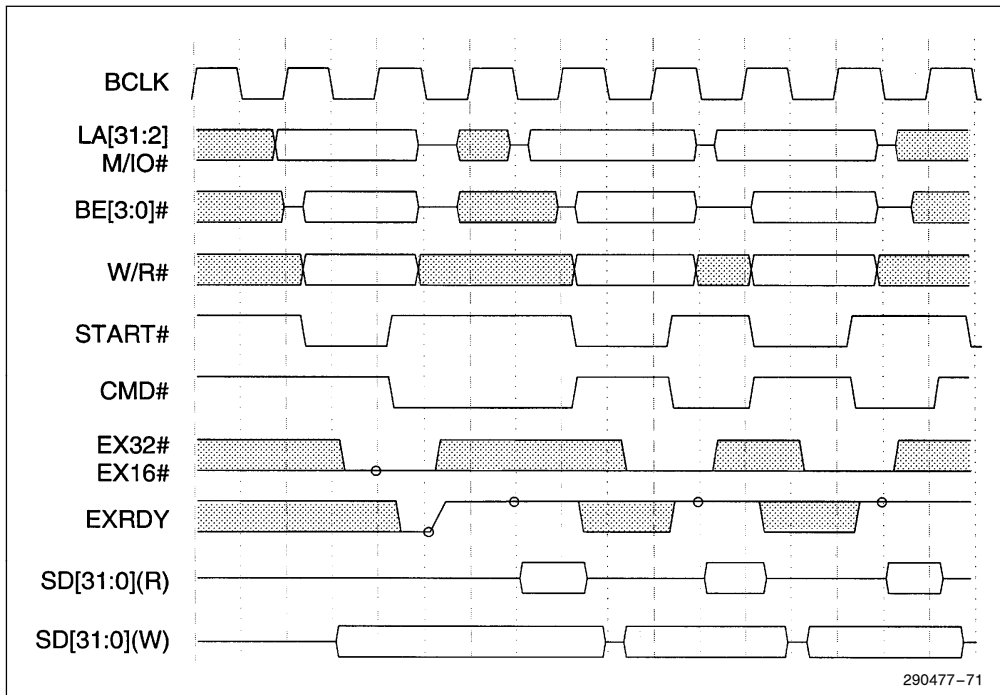 BCLK
LA[31:2]
M/IO#
BE[3:0]#
W/R#
START#
CMD#
EX32#
EX16#
EXRDY
SD[31:0](R)
SD[31:0](W)
290477–71